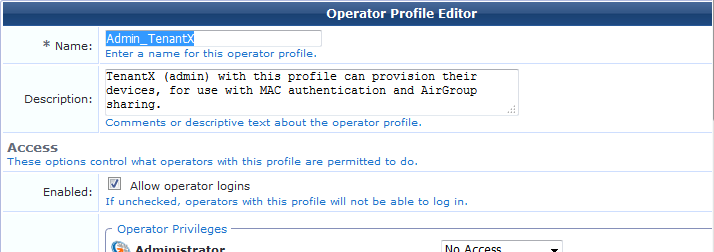 Operator Profile Editor
* Name: Admin_TenantX
Enter a name for this operator profile.
Description: TenantX (admin) with this profile can provision their
devices, for use with MAC authentication and AirGroup
sharing.
Comments or descriptive text about the operator profile.
Access
These options control what operators with this profile are permitted to do.
Enabled: Allow operator logins
If unchecked, operators with this profile will not be able to log in.
Operator Privileges
Administrator No Access